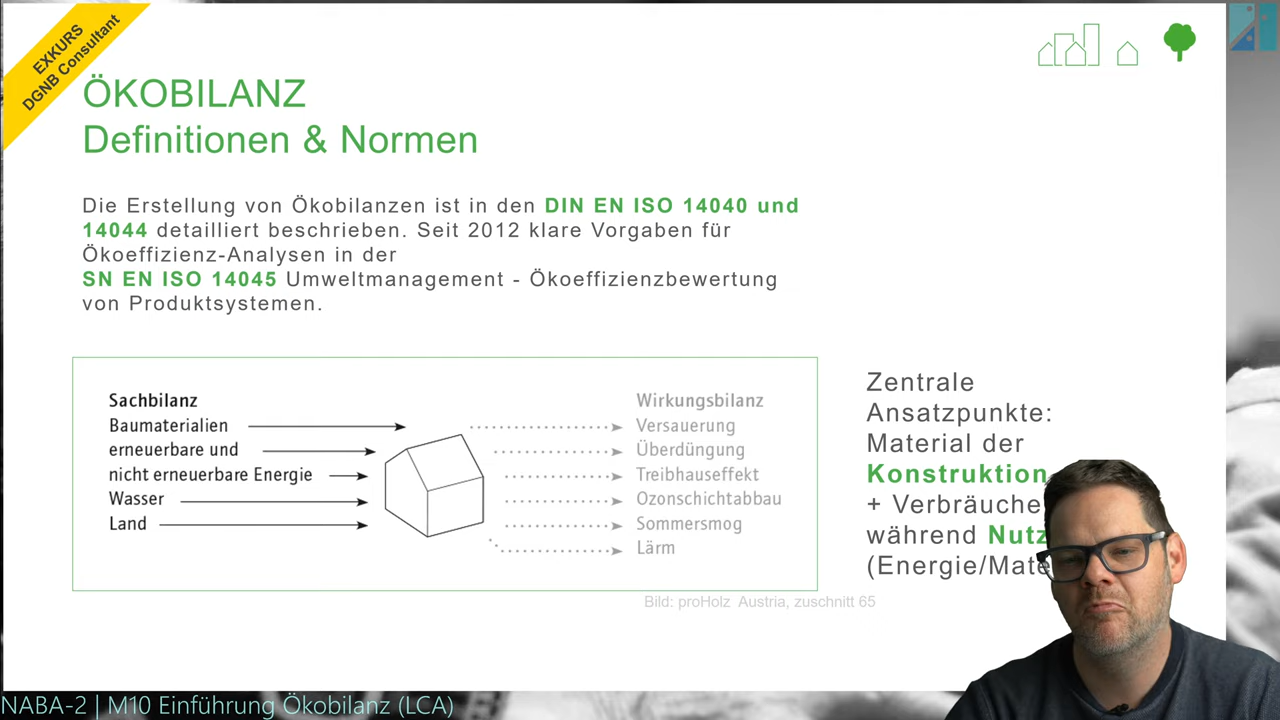 EXKURS
DGNB Consultant
ÖKOBILANZ
Definitionen & Normen
Die Erstellung von Ökobilanzen ist in den DIN EN ISO 14040 und
14044 detailliert beschrieben. Seit 2012 klare Vorgaben für
Ökoeffizienz-Analysen in der
SN EN ISO 14045 Umweltmanagement - Ökoeffizienzbewertung
von Produktsystemen.
Sachbilanz
Baumaterialien
erneuerbare und
nicht erneuerbare Energie
Wasser
Land
Wirkungsbilanz
Versauerung
Überdüngung
Treibhauseffekt
Ozonschichtabbau
Sommersmog
Lärm
Zentrale
Ansatzpunkte:
Material der
Konstruktion
+ Verbräuche
während
Bild: proHolz Austria, zuschnitt 65
NABA-2 | M10 Einführung Ökobilanz (LCA)